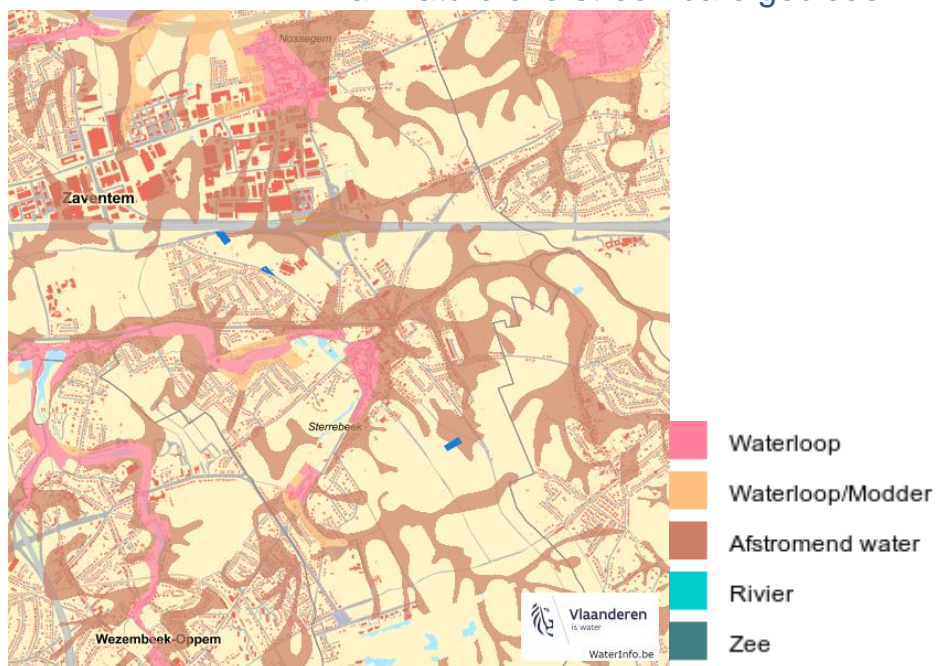 Nossegem
Zaventem
Sterrebeek
Wezembeek-Oppem
Vlaanderen
is water
WaterInfo.be
Waterloop
Waterloop/Modder
Afstromend water
Rivier
Zee